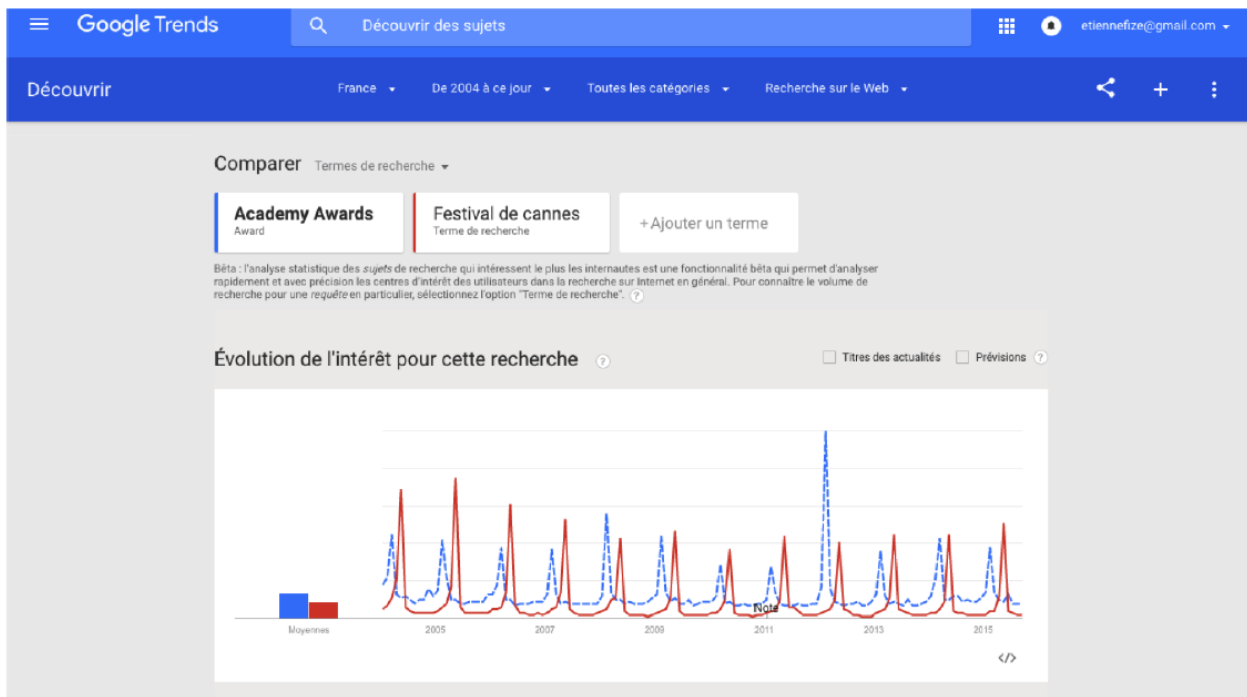 Google Trends
Découvrir des sujets
etiennefize@gmail.com
Découvrir
France
De 2004 à ce jour
Toutes les catégories
Recherche sur le Web
Comparer Termes de recherche
Academy Awards
Award
Festival de cannes
Terme de recherche
+Ajouter un terme
Bêta : l'analyse statistique des sujets de recherche qui intéressent le plus les internautes est une fonctionnalité bêta qui permet d'analyser
rapidement et avec précision les centres d'intérêt des utilisateurs dans la recherche sur Internet en général. Pour connaître le volume de
recherche pour une requête en particulier, sélectionnez l'option "Terme de recherche". ?
Évolution de l'intérêt pour cette recherche ?
Titres des actualités
Prévisions ?
Note
Moyennes
2005
2007
2009
2011
2013
2015
</>